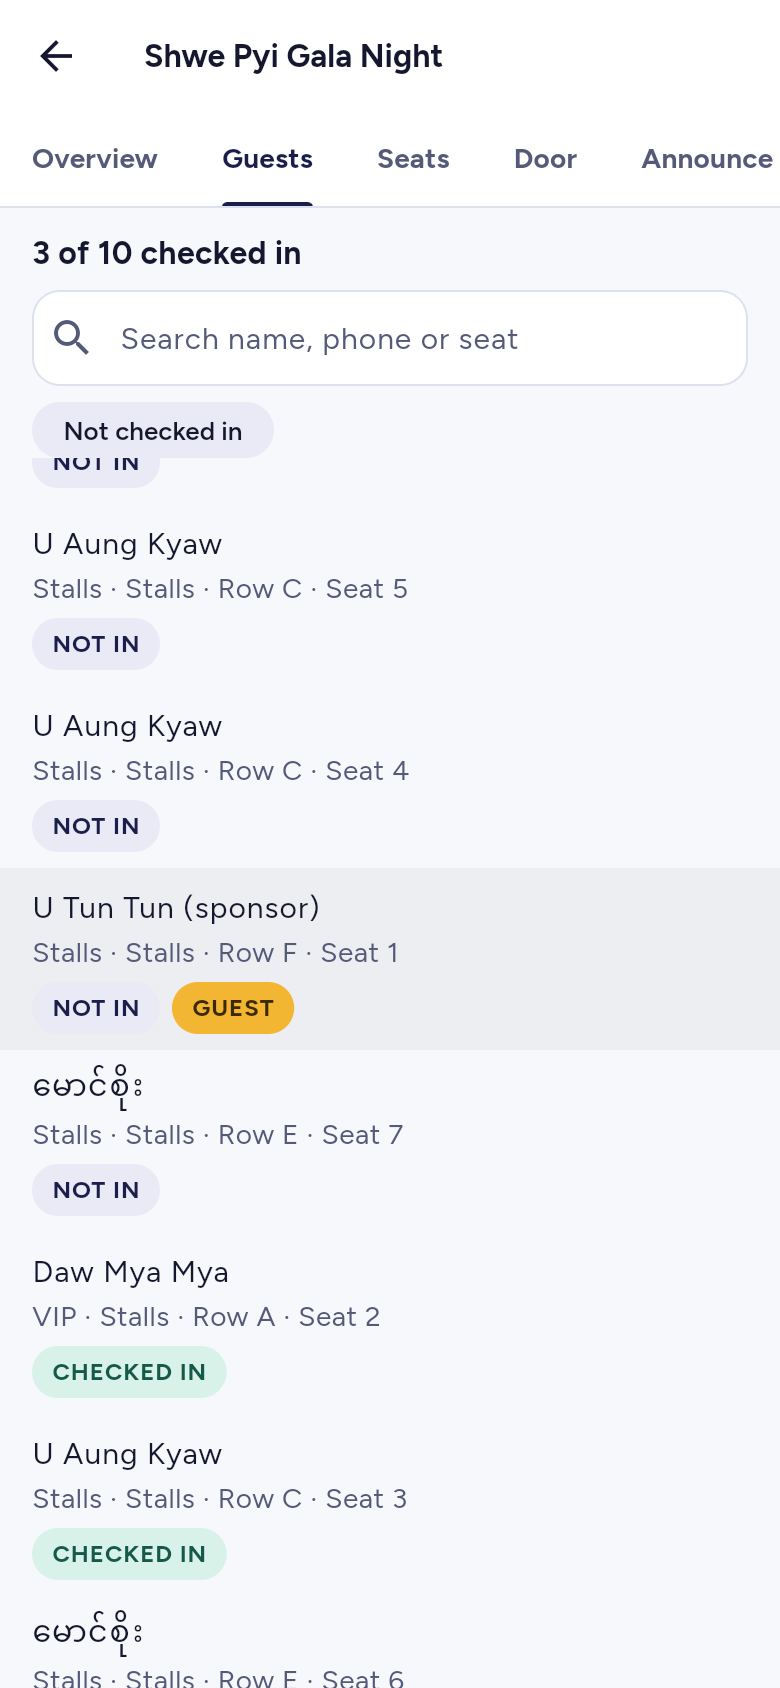 Shwe Pyi Gala Night
Overview Guests Seats Door Announce
3 of 10 checked in
Search name, phone or seat
Not checked in
NOT IN
U Aung Kyaw
Stalls · Stalls · Row C · Seat 5
NOT IN
U Aung Kyaw
Stalls · Stalls · Row C · Seat 4
NOT IN
U Tun Tun (sponsor)
Stalls · Stalls · Row F · Seat 1
NOT IN GUEST
မောင်စိုး
Stalls · Stalls · Row E · Seat 7
NOT IN
Daw Mya Mya
VIP · Stalls · Row A · Seat 2
CHECKED IN
U Aung Kyaw
Stalls · Stalls · Row C · Seat 3
CHECKED IN
မောင်စိုး
Stalls · Stalls · Row E · Seat 6